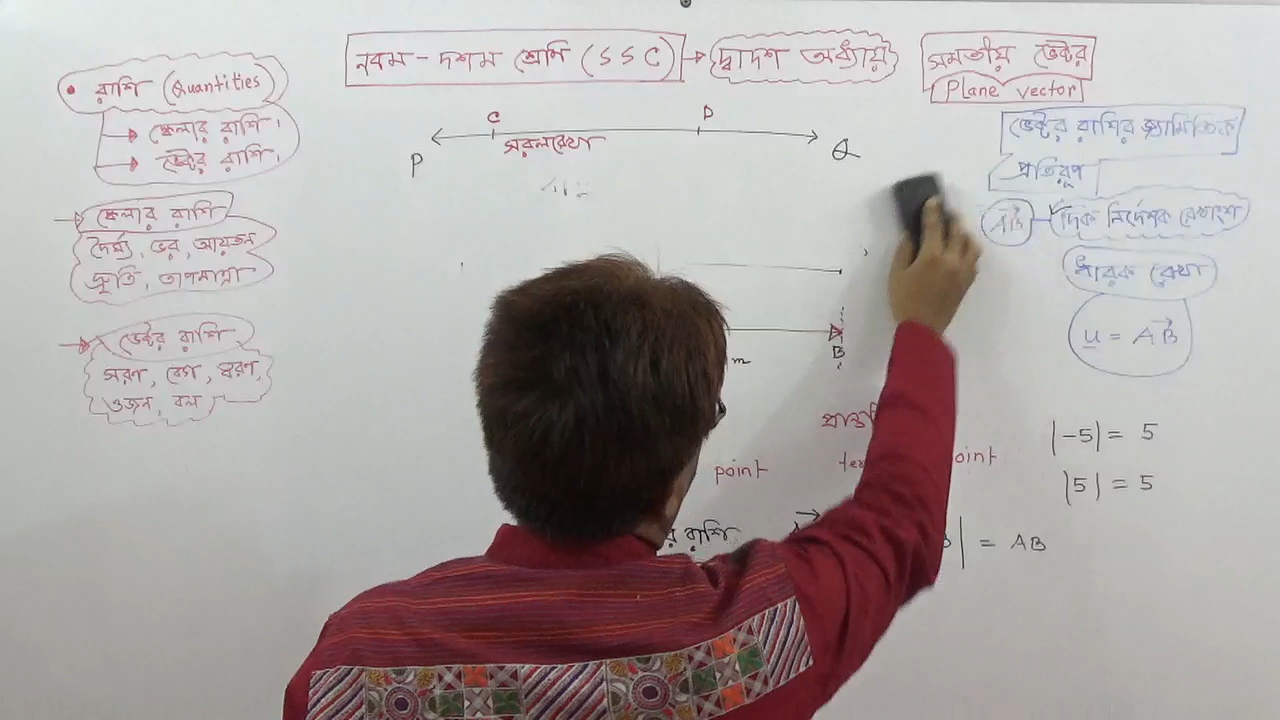 নবম - দশম শ্রেণি (SSC) → দ্বাদশ অধ্যায়
সমতলীয় ভেক্টর
Plane vector
• রাশি (Quantities)
→ স্কেলার রাশি।
→ ভেক্টর রাশি।
→ স্কেলার রাশি
দৈর্ঘ্য, ভর, আয়তন
দ্রুতি, তাপমাত্রা
→ ভেক্টর রাশি
সরণ, বেগ, ত্বরণ,
ওজন, বল
C D
সরলরেখা
P Q
m
B
point
point
রাশি
= AB
ভেক্টর রাশির জ্যামিতিক
প্রতিরূপ
AB→ দিক নির্দেশক রেখাংশ
ধারক রেখা
u = AB→
|-5| = 5
|5| = 5